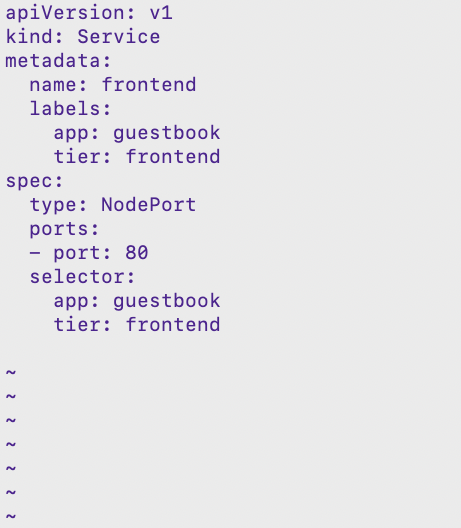 apiVersion: v1
kind: Service
metadata:
  name: frontend
  labels:
    app: guestbook
    tier: frontend
spec:
  type: NodePort
  ports:
  - port: 80
  selector:
    app: guestbook
    tier: frontend

~
~
~
~
~
~
~